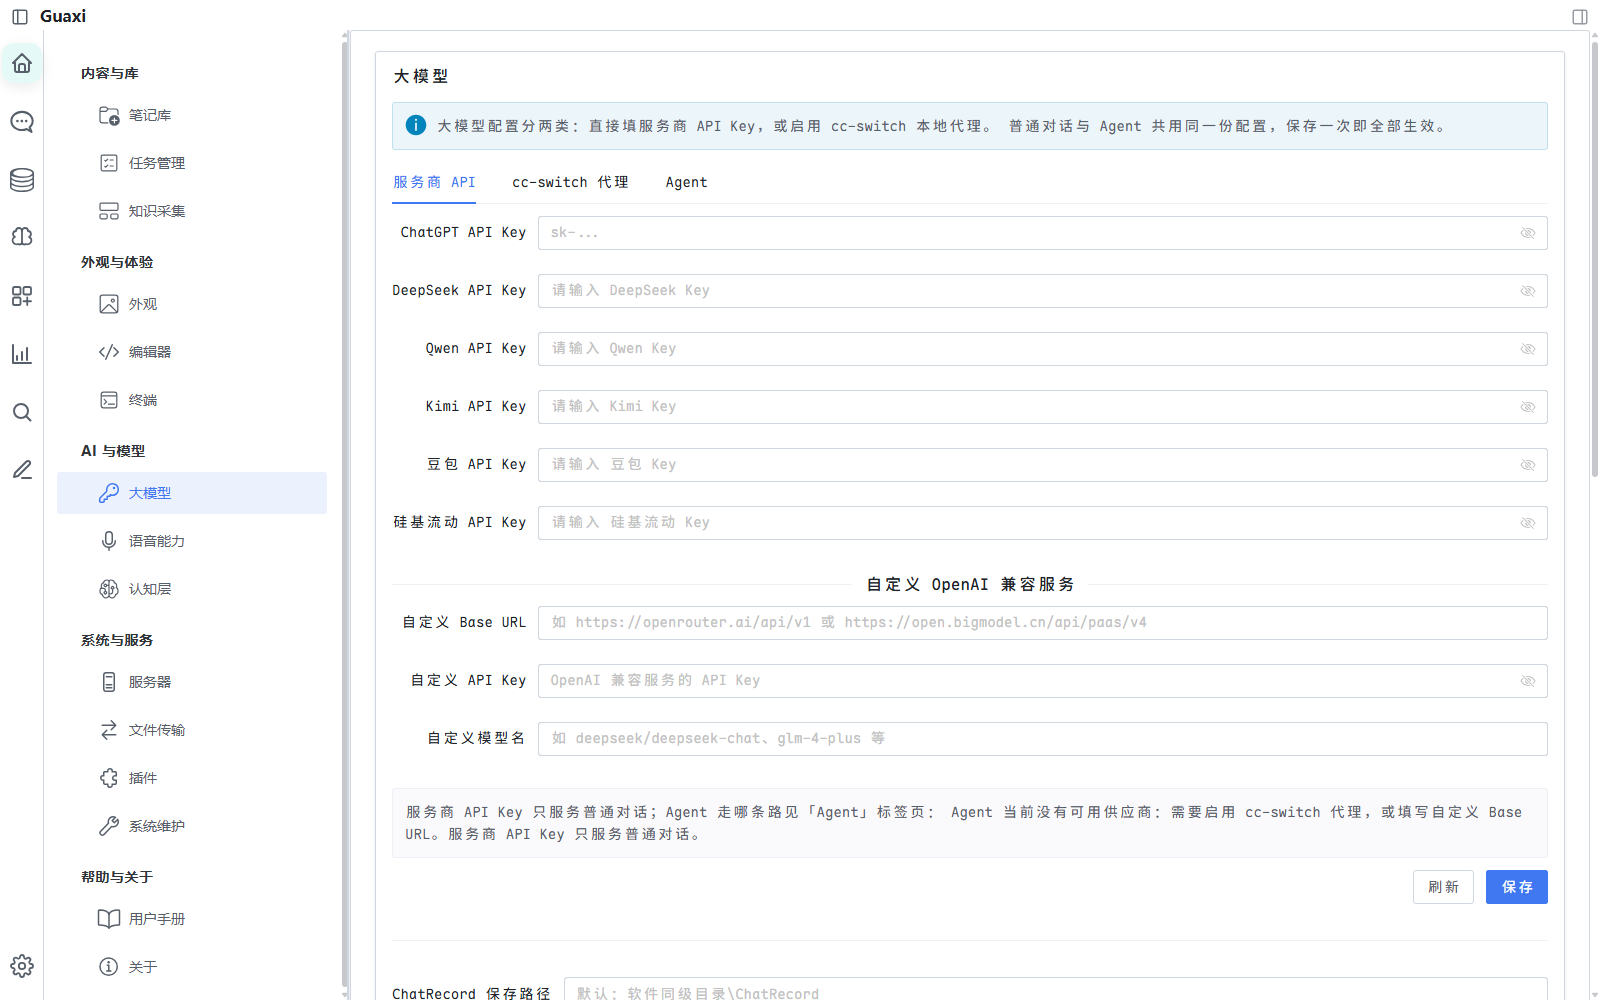 Guaxi
内容与库
笔记库
任务管理
知识采集
外观与体验
外观
编辑器
终端
AI 与模型
大模型
语音能力
认知层
系统与服务
服务器
文件传输
插件
系统维护
帮助与关于
用户手册
关于
大模型
大模型配置分两类：直接填服务商 API Key，或启用 cc-switch 本地代理。 普通对话与 Agent 共用同一份配置，保存一次即全部生效。
服务商 API cc-switch 代理 Agent
ChatGPT API Key sk-...
DeepSeek API Key 请输入 DeepSeek Key
Qwen API Key 请输入 Qwen Key
Kimi API Key 请输入 Kimi Key
豆包 API Key 请输入 豆包 Key
硅基流动 API Key 请输入 硅基流动 Key
自定义 OpenAI 兼容服务
自定义 Base URL 如 https://openrouter.ai/api/v1 或 https://open.bigmodel.cn/api/paas/v4
自定义 API Key OpenAI 兼容服务的 API Key
自定义模型名 如 deepseek/deepseek-chat、glm-4-plus 等
服务商 API Key 只服务普通对话；Agent 走哪条路见「Agent」标签页： Agent 当前没有可用供应商：需要启用 cc-switch 代理，或填写自定义 Base
URL。服务商 API Key 只服务普通对话。
刷新 保存
ChatRecord 保存路径 默认：软件同级目录\ChatRecord